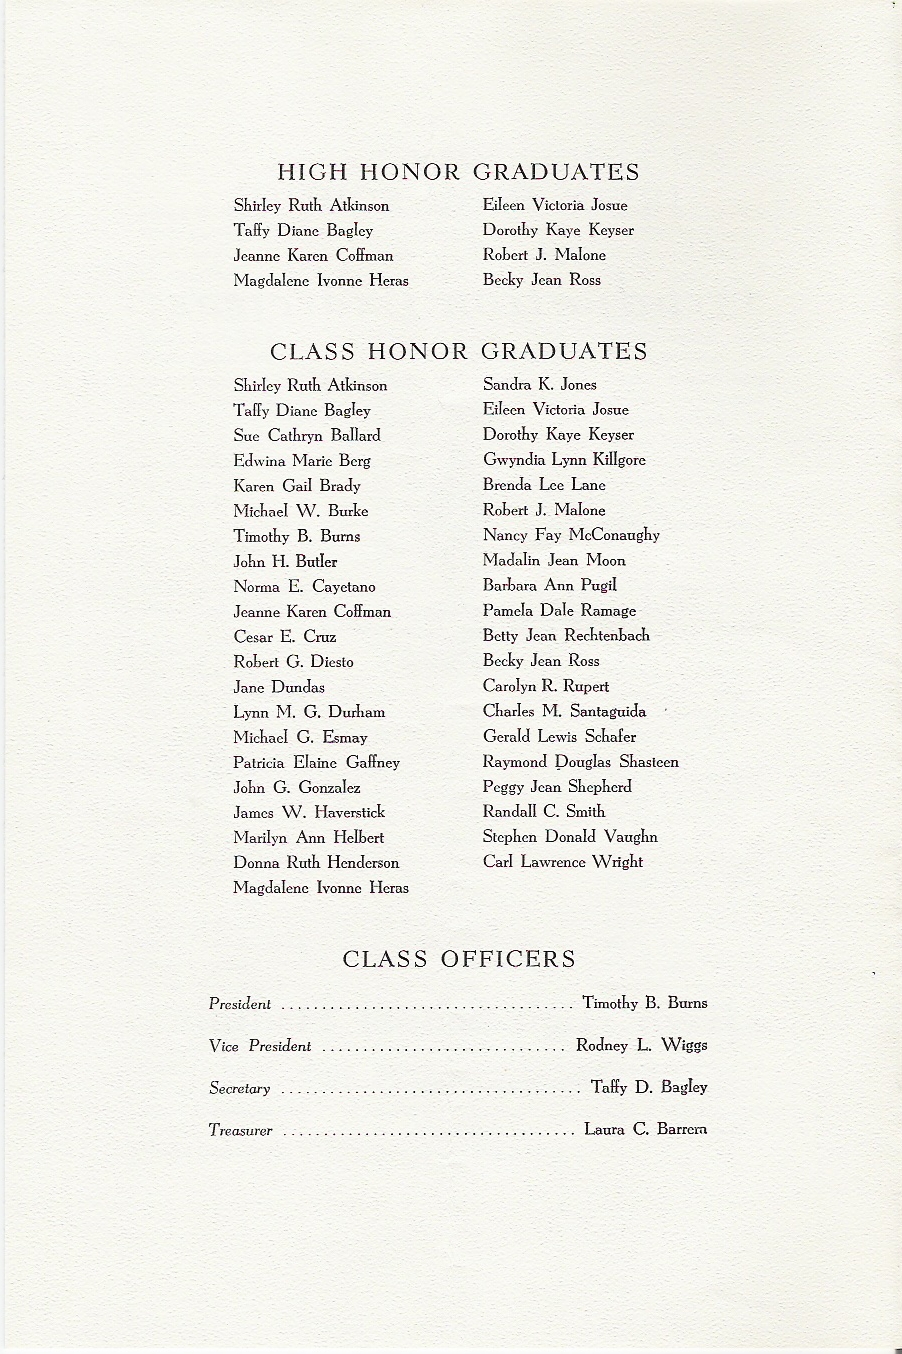 HIGH HONOR GRADUATES
Shirley Ruth Atkinson
Taffy Diane Bagley
Jeanne Karen Coffman
Magdalene Ivonne Heras
Eileen Victoria Josue
Dorothy Kaye Keyser
Robert J. Malone
Becky Jean Ross
CLASS HONOR GRADUATES
Shirley Ruth Atkinson
Taffy Diane Bagley
Sue Cathryn Ballard
Edwina Marie Berg
Karen Gail Brady
Michael W. Burke
Timothy B. Burns
John H. Butler
Norma E. Cayetano
Jeanne Karen Coffman
Cesar E. Cruz
Robert G. Diesto
Jane Dundas
Lynn M. G. Durham
Michael G. Esmay
Patricia Elaine Gaffney
John G. Gonzalez
James W. Haverstick
Marilyn Ann Helbert
Donna Ruth Henderson
Magdalene Ivonne Heras
Sandra K. Jones
Eileen Victoria Josue
Dorothy Kaye Keyser
Gwyndia Lynn Killgore
Brenda Lee Lane
Robert J. Malone
Nancy Fay McConaughy
Madalin Jean Moon
Barbara Ann Pugil
Pamela Dale Ramage
Betty Jean Rechtenbach
Becky Jean Ross
Carolyn R. Rupert
Charles M. Santaguida
Gerald Lewis Schafer
Raymond Douglas Shasteen
Peggy Jean Shepherd
Randall C. Smith
Stephen Donald Vaughn
Carl Lawrence Wright
CLASS OFFICERS
President .................................... Timothy B. Burns
Vice President .............................. Rodney L. Wiggs
Secretary ..................................... Taffy D. Bagley
Treasurer .................................... Laura C. Barrera